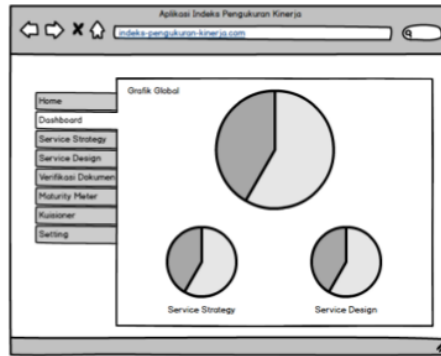 Aplikasi Indeks Pengukuran Kinerja
indeks-pengukuran-kinerja.com
Grafik Global
Home
Dashboard
Service Strategy
Service Design
Verifikasi Dokumen
Maturity Meter
Kuisioner
Setting
Service Strategy
Service Design